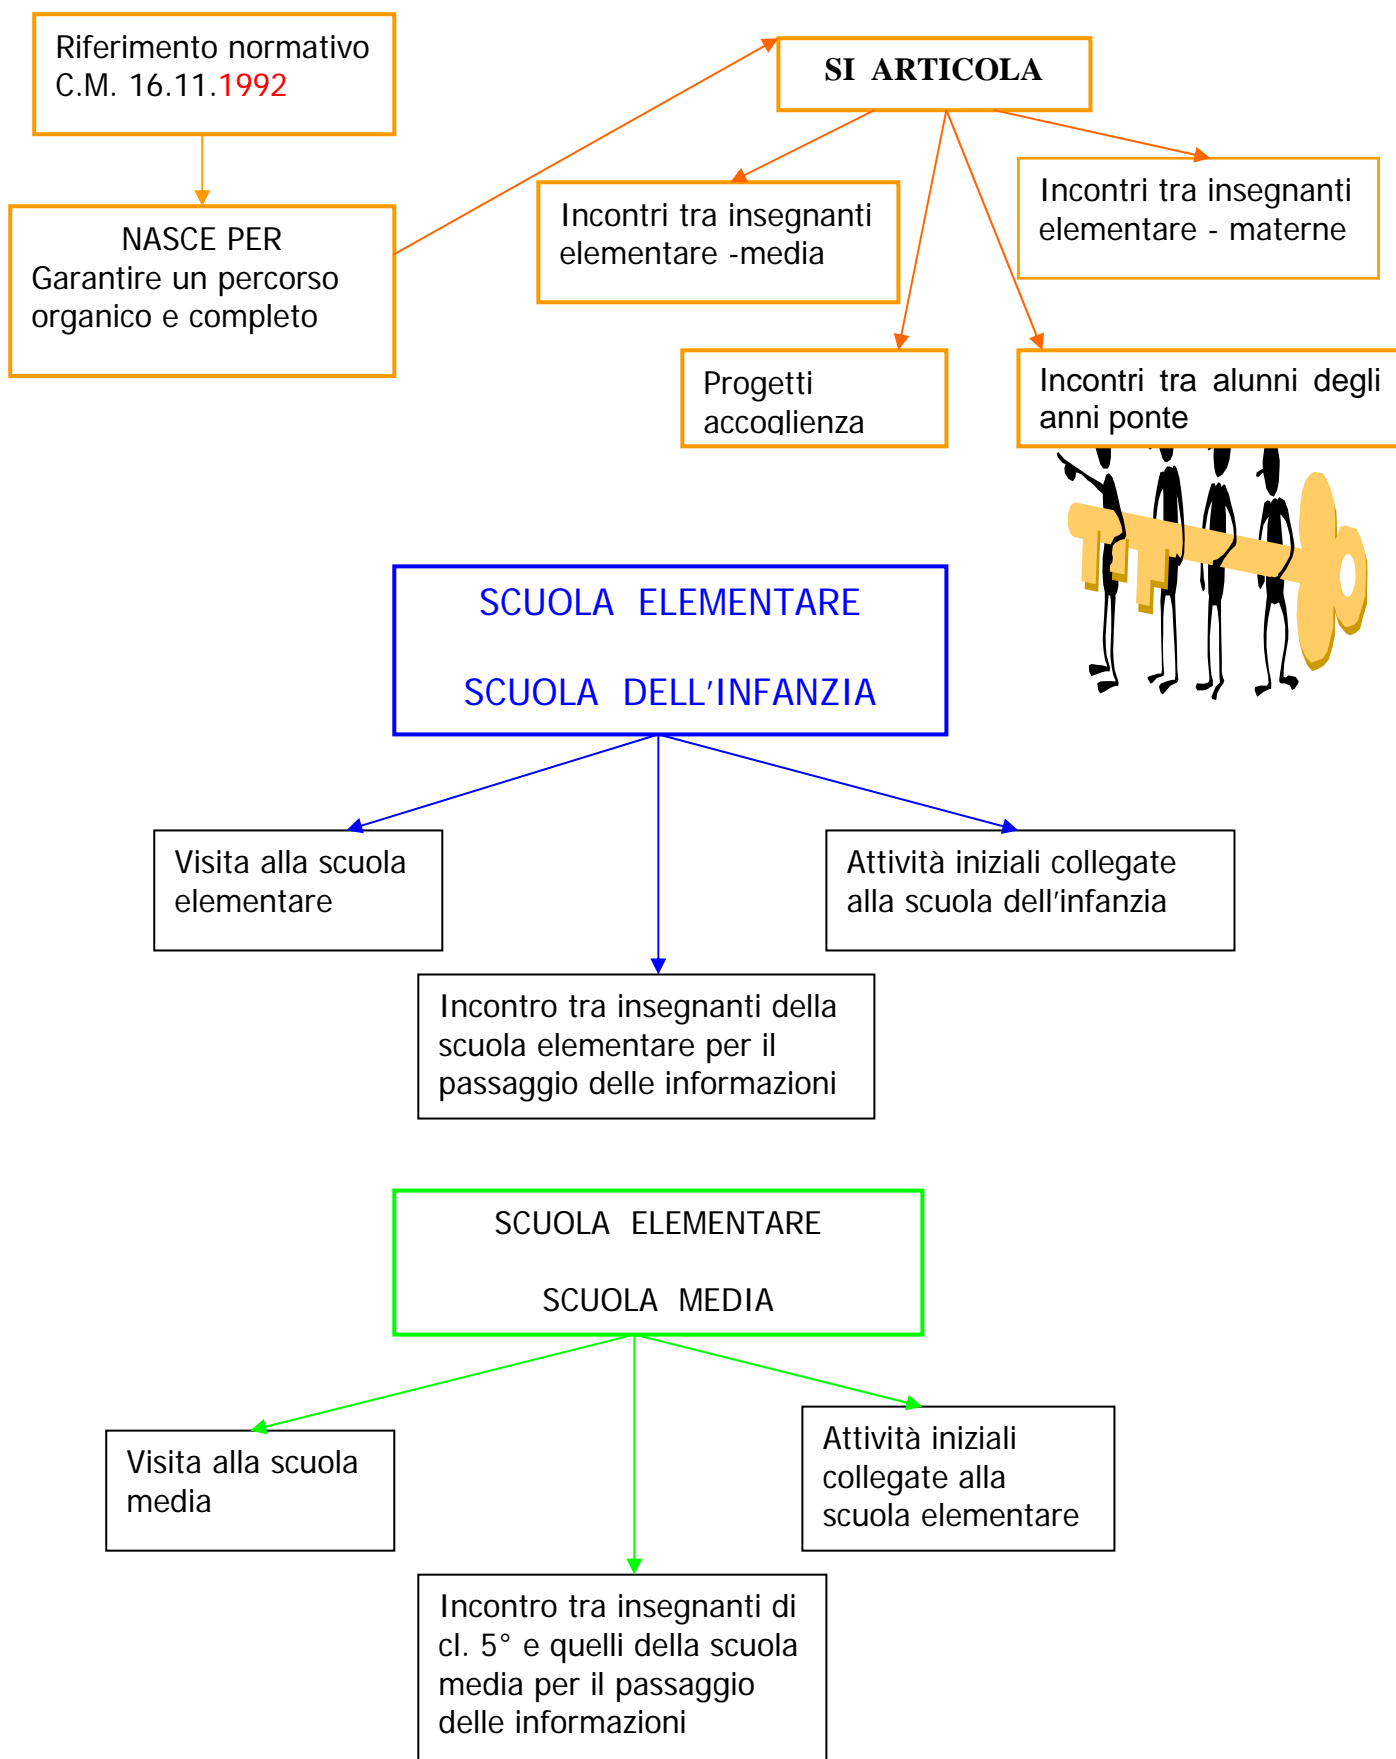 Riferimento normativo
C.M. 16.11.1992
NASCE PER
Garantire un percorso
organico e completo
SI ARTICOLA
Incontri tra insegnanti
elementare -media
Incontri tra insegnanti
elementare - materne
Progetti
accoglienza
Incontri tra alunni degli
anni ponte
SCUOLA ELEMENTARE
SCUOLA DELL'INFANZIA
Visita alla scuola
elementare
Attività iniziali collegate
alla scuola dell'infanzia
Incontro tra insegnanti della
scuola elementare per il
passaggio delle informazioni
SCUOLA ELEMENTARE
SCUOLA MEDIA
Visita alla scuola
media
Attività iniziali
collegate alla
scuola elementare
Incontro tra insegnanti di
cl. 5° e quelli della scuola
media per il passaggio
delle informazioni